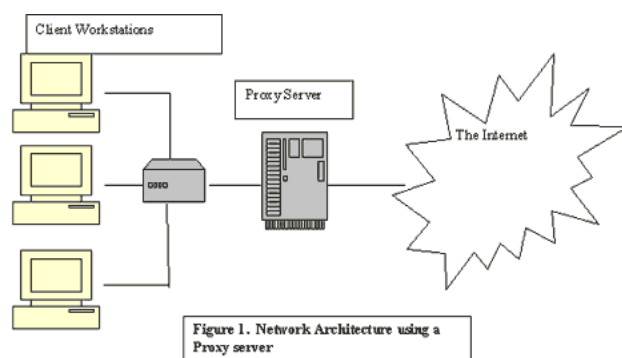 Client Workstations
Proxy Server
The Internet
Figure 1. Network Architecture using a
Proxy server